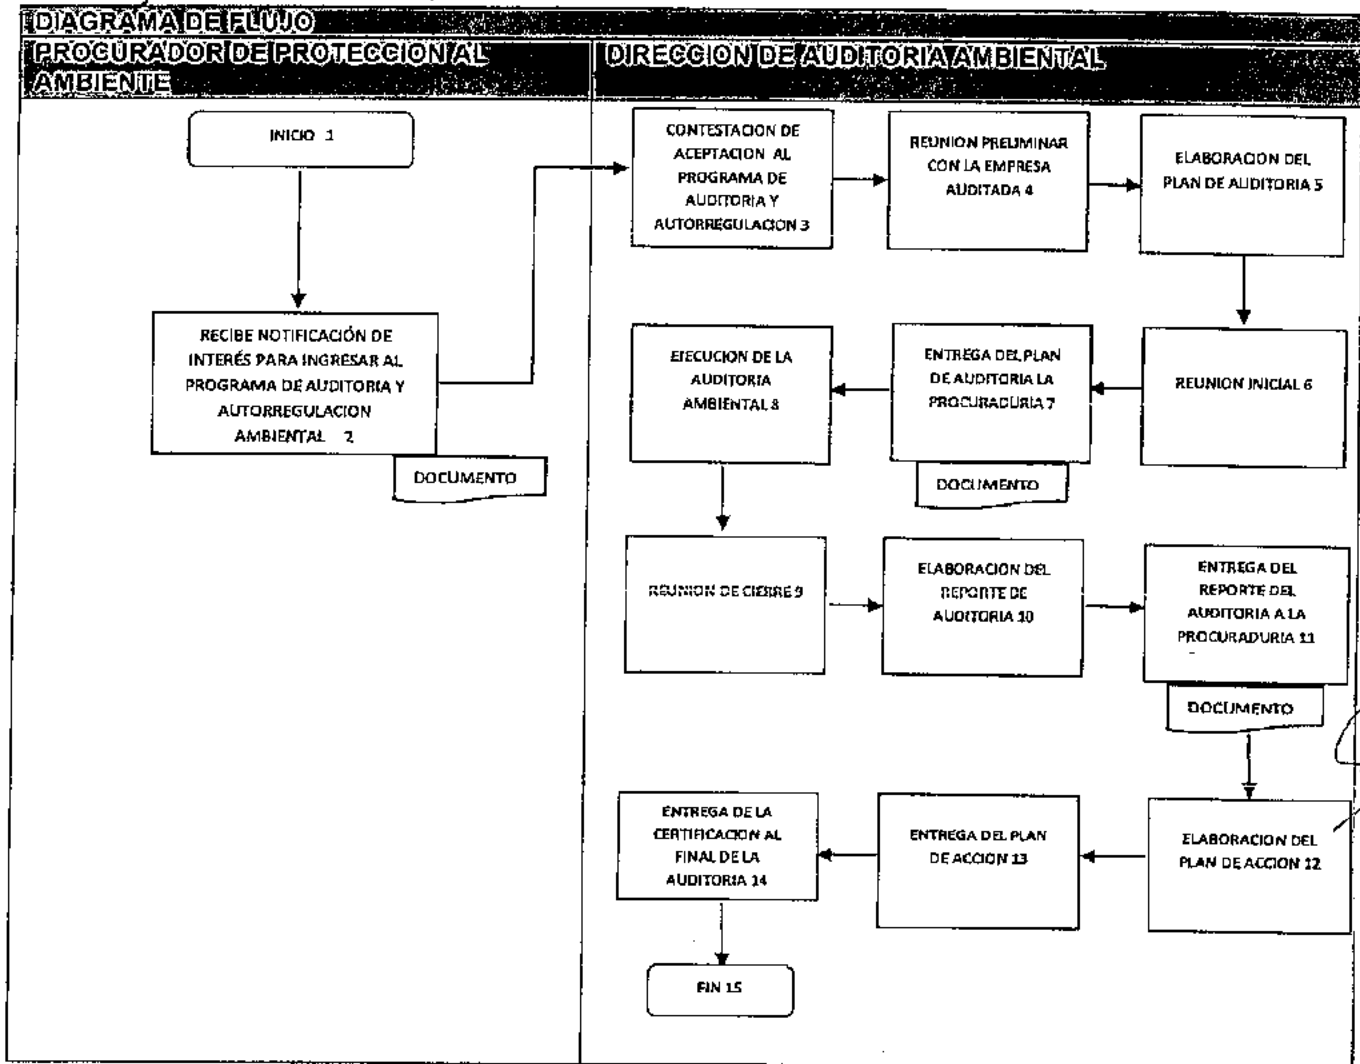 DIAGRAMA DE FLUJO
PROCURADOR DE PROTECCION AL
AMBIENTE
DIRECCION DE AUDITORIA AMBIENTAL
INICIO 1
RECIBE NOTIFICACIÓN DE
INTERÉS PARA INGRESAR AL
PROGRAMA DE AUDITORIA Y
AUTORREGULACION
AMBIENTAL 2
DOCUMENTO
CONTESTACION DE
ACEPTACION AL
PROGRAMA DE
AUDITORIA Y
AUTORREGULACION 3
REUNION PRELIMINAR
CON LA EMPRESA
AUDITADA 4
ELABORACION DEL
PLAN DE AUDITORIA 5
REUNION INICIAL 6
ENTREGA DEL PLAN
DE AUDITORIA LA
PROCURADURIA 7
DOCUMENTO
EJECUCION DE LA
AUDITORIA
AMBIENTAL 8
REUNION DE CIERRE 9
ELABORACION DEL
REPORTE DE
AUDITORIA 10
ENTREGA DEL
REPORTE DEL
AUDITORIA A LA
PROCURADURIA 11
DOCUMENTO
ELABORACION DEL
PLAN DE ACCION 12
ENTREGA DEL PLAN
DE ACCION 13
ENTREGA DE LA
CERTIFICACION AL
FINAL DE LA
AUDITORIA 14
FIN 15